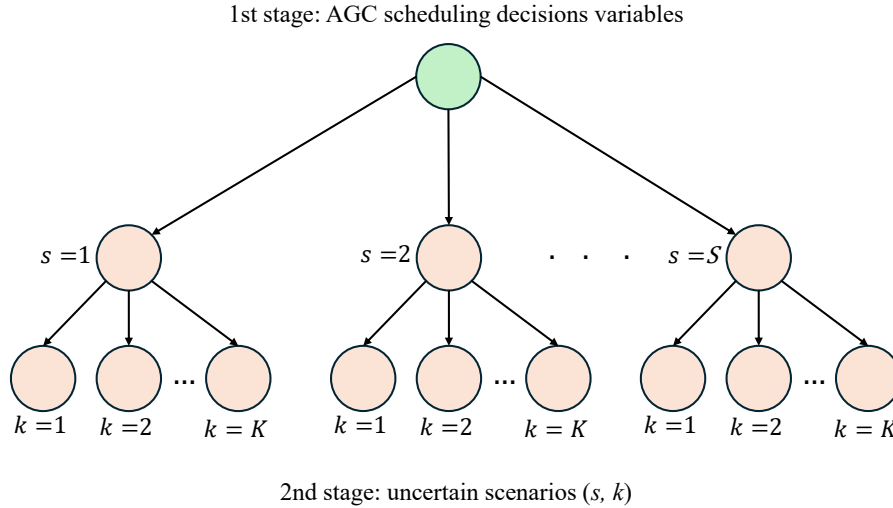 1st stage: AGC scheduling decisions variables
s =1
s =2
. . .
s =S
... ... ...
k =1 k =2 k = K k =1 k =2 k = K k =1 k =2 k = K
2nd stage: uncertain scenarios (s, k)